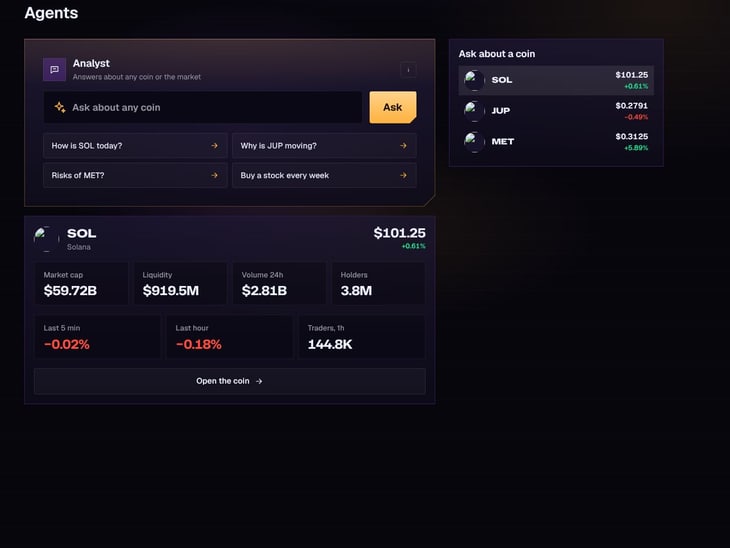 Agents
Analyst
Answers about any coin or the market
Ask about any coin
Ask
How is SOL today? →
Why is JUP moving? →
Risks of MET? →
Buy a stock every week →
Ask about a coin
SOL
$101.25
+0.61%
JUP
$0.2791
−0.49%
MET
$0.3125
+5.89%
SOL
Solana
$101.25
+0.61%
Market cap
$59.72B
Liquidity
$919.5M
Volume 24h
$2.81B
Holders
3.8M
Last 5 min
−0.02%
Last hour
−0.18%
Traders, 1h
144.8K
Open the coin →